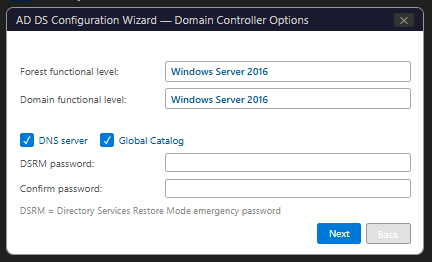 AD DS Configuration Wizard — Domain Controller Options
Forest functional level: Windows Server 2016
Domain functional level: Windows Server 2016
DNS server Global Catalog
DSRM password:
Confirm password:
DSRM = Directory Services Restore Mode emergency password
Next Back